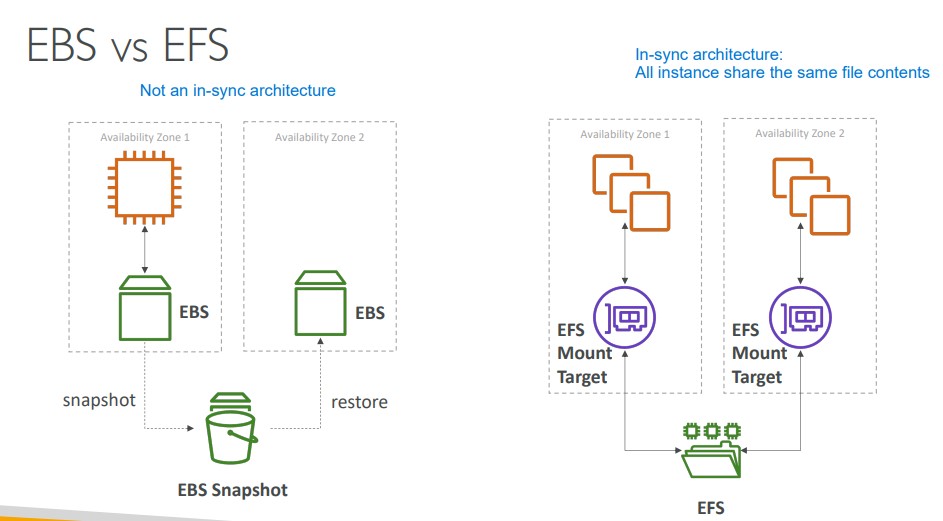 EBS vs EFS
Not an in-sync architecture
Availability Zone 1
Availability Zone 2
EBS
EBS
snapshot
restore
EBS Snapshot
In-sync architecture:
All instance share the same file contents
Availability Zone 1
Availability Zone 2
EFS
Mount
Target
EFS
Mount
Target
EFS